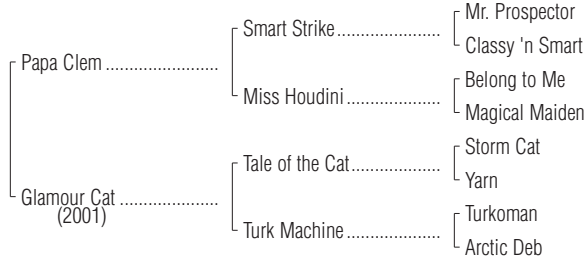 Mr. Prospector
Smart Strike
Classy 'n Smart
Papa Clem
Belong to Me
Miss Houdini
Magical Maiden
Storm Cat
Tale of the Cat
Yarn
Glamour Cat
(2001)
Turkoman
Turk Machine
Arctic Deb